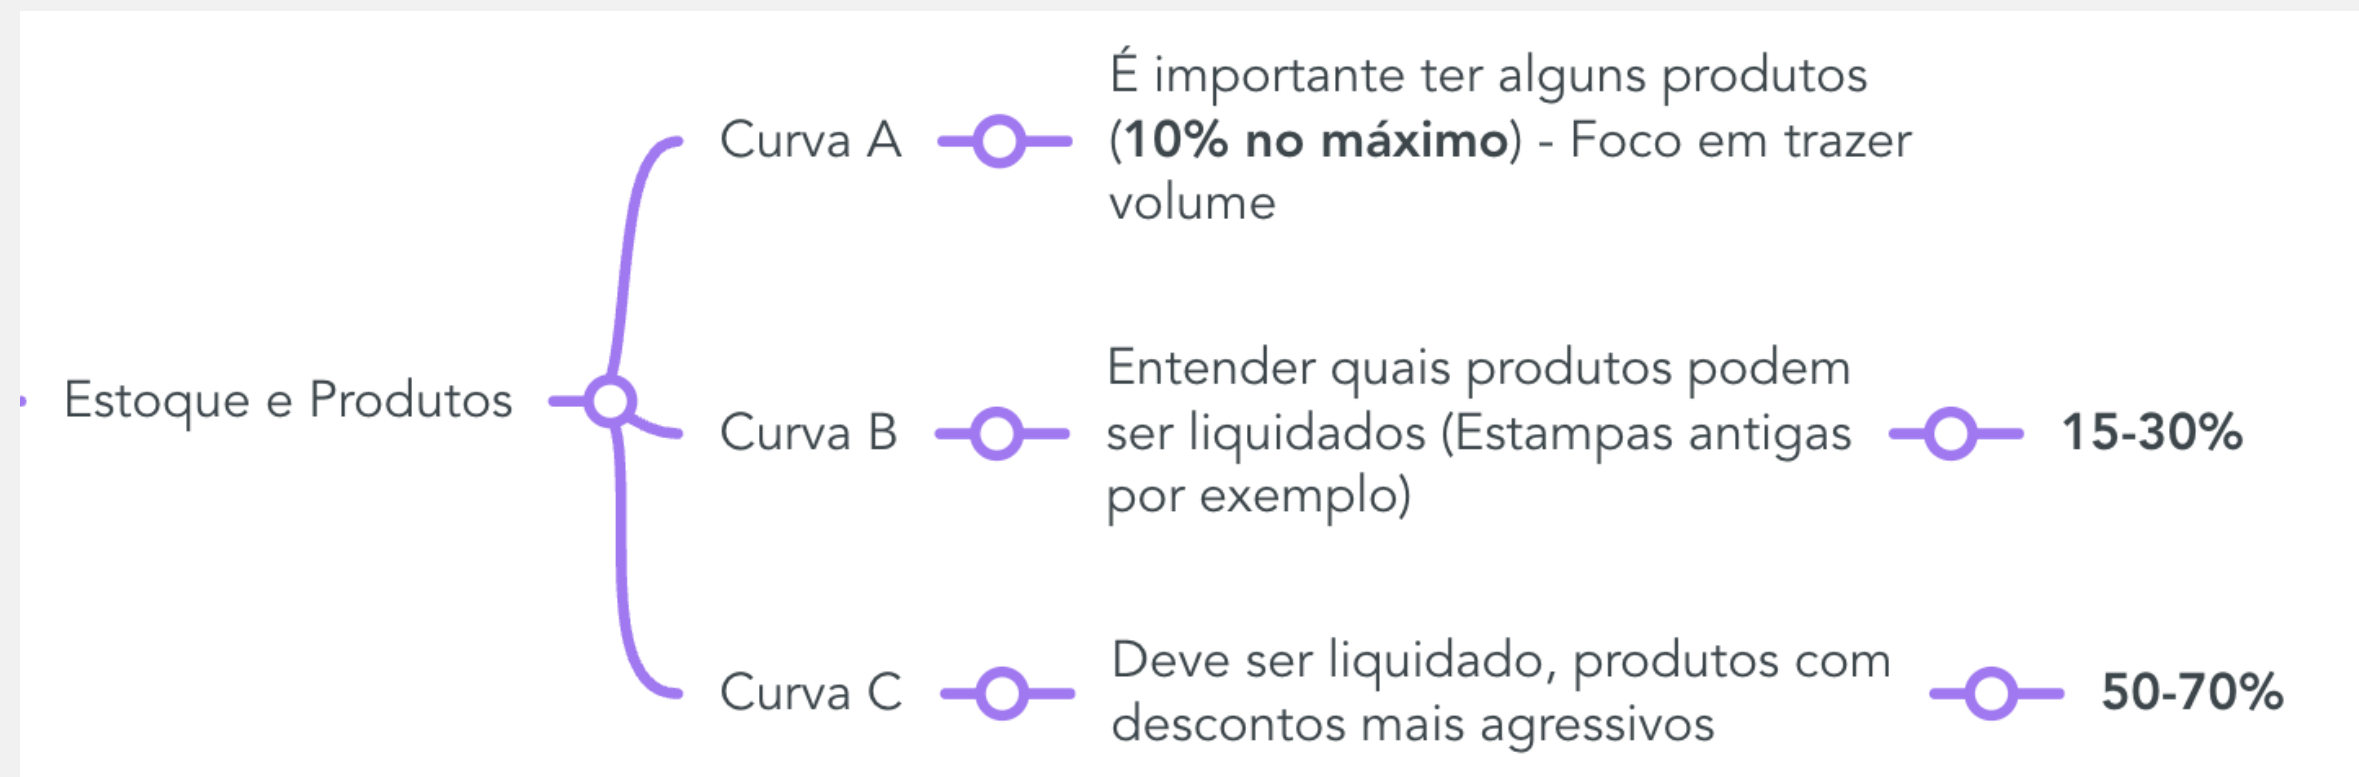 Estoque e Produtos
Curva A
É importante ter alguns produtos
(10% no máximo) - Foco em trazer
volume
Curva B
Entender quais produtos podem
ser liquidados (Estampas antigas
por exemplo)
15-30%
Curva C
Deve ser liquidado, produtos com
descontos mais agressivos
50-70%